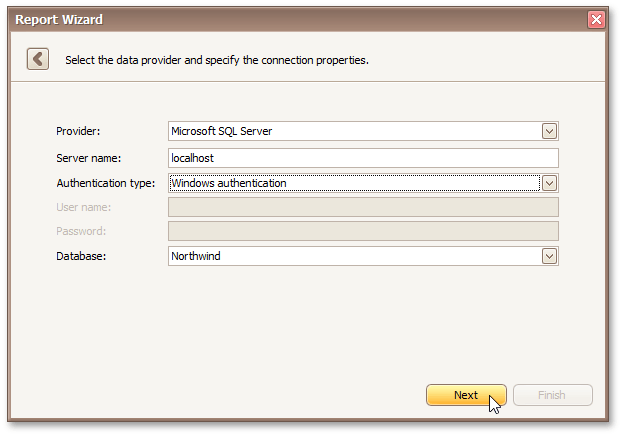 Report Wizard
Select the data provider and specify the connection properties.
Provider: Microsoft SQL Server
Server name: localhost
Authentication type: Windows authentication
User name:
Password:
Database: Northwind
Next Finish